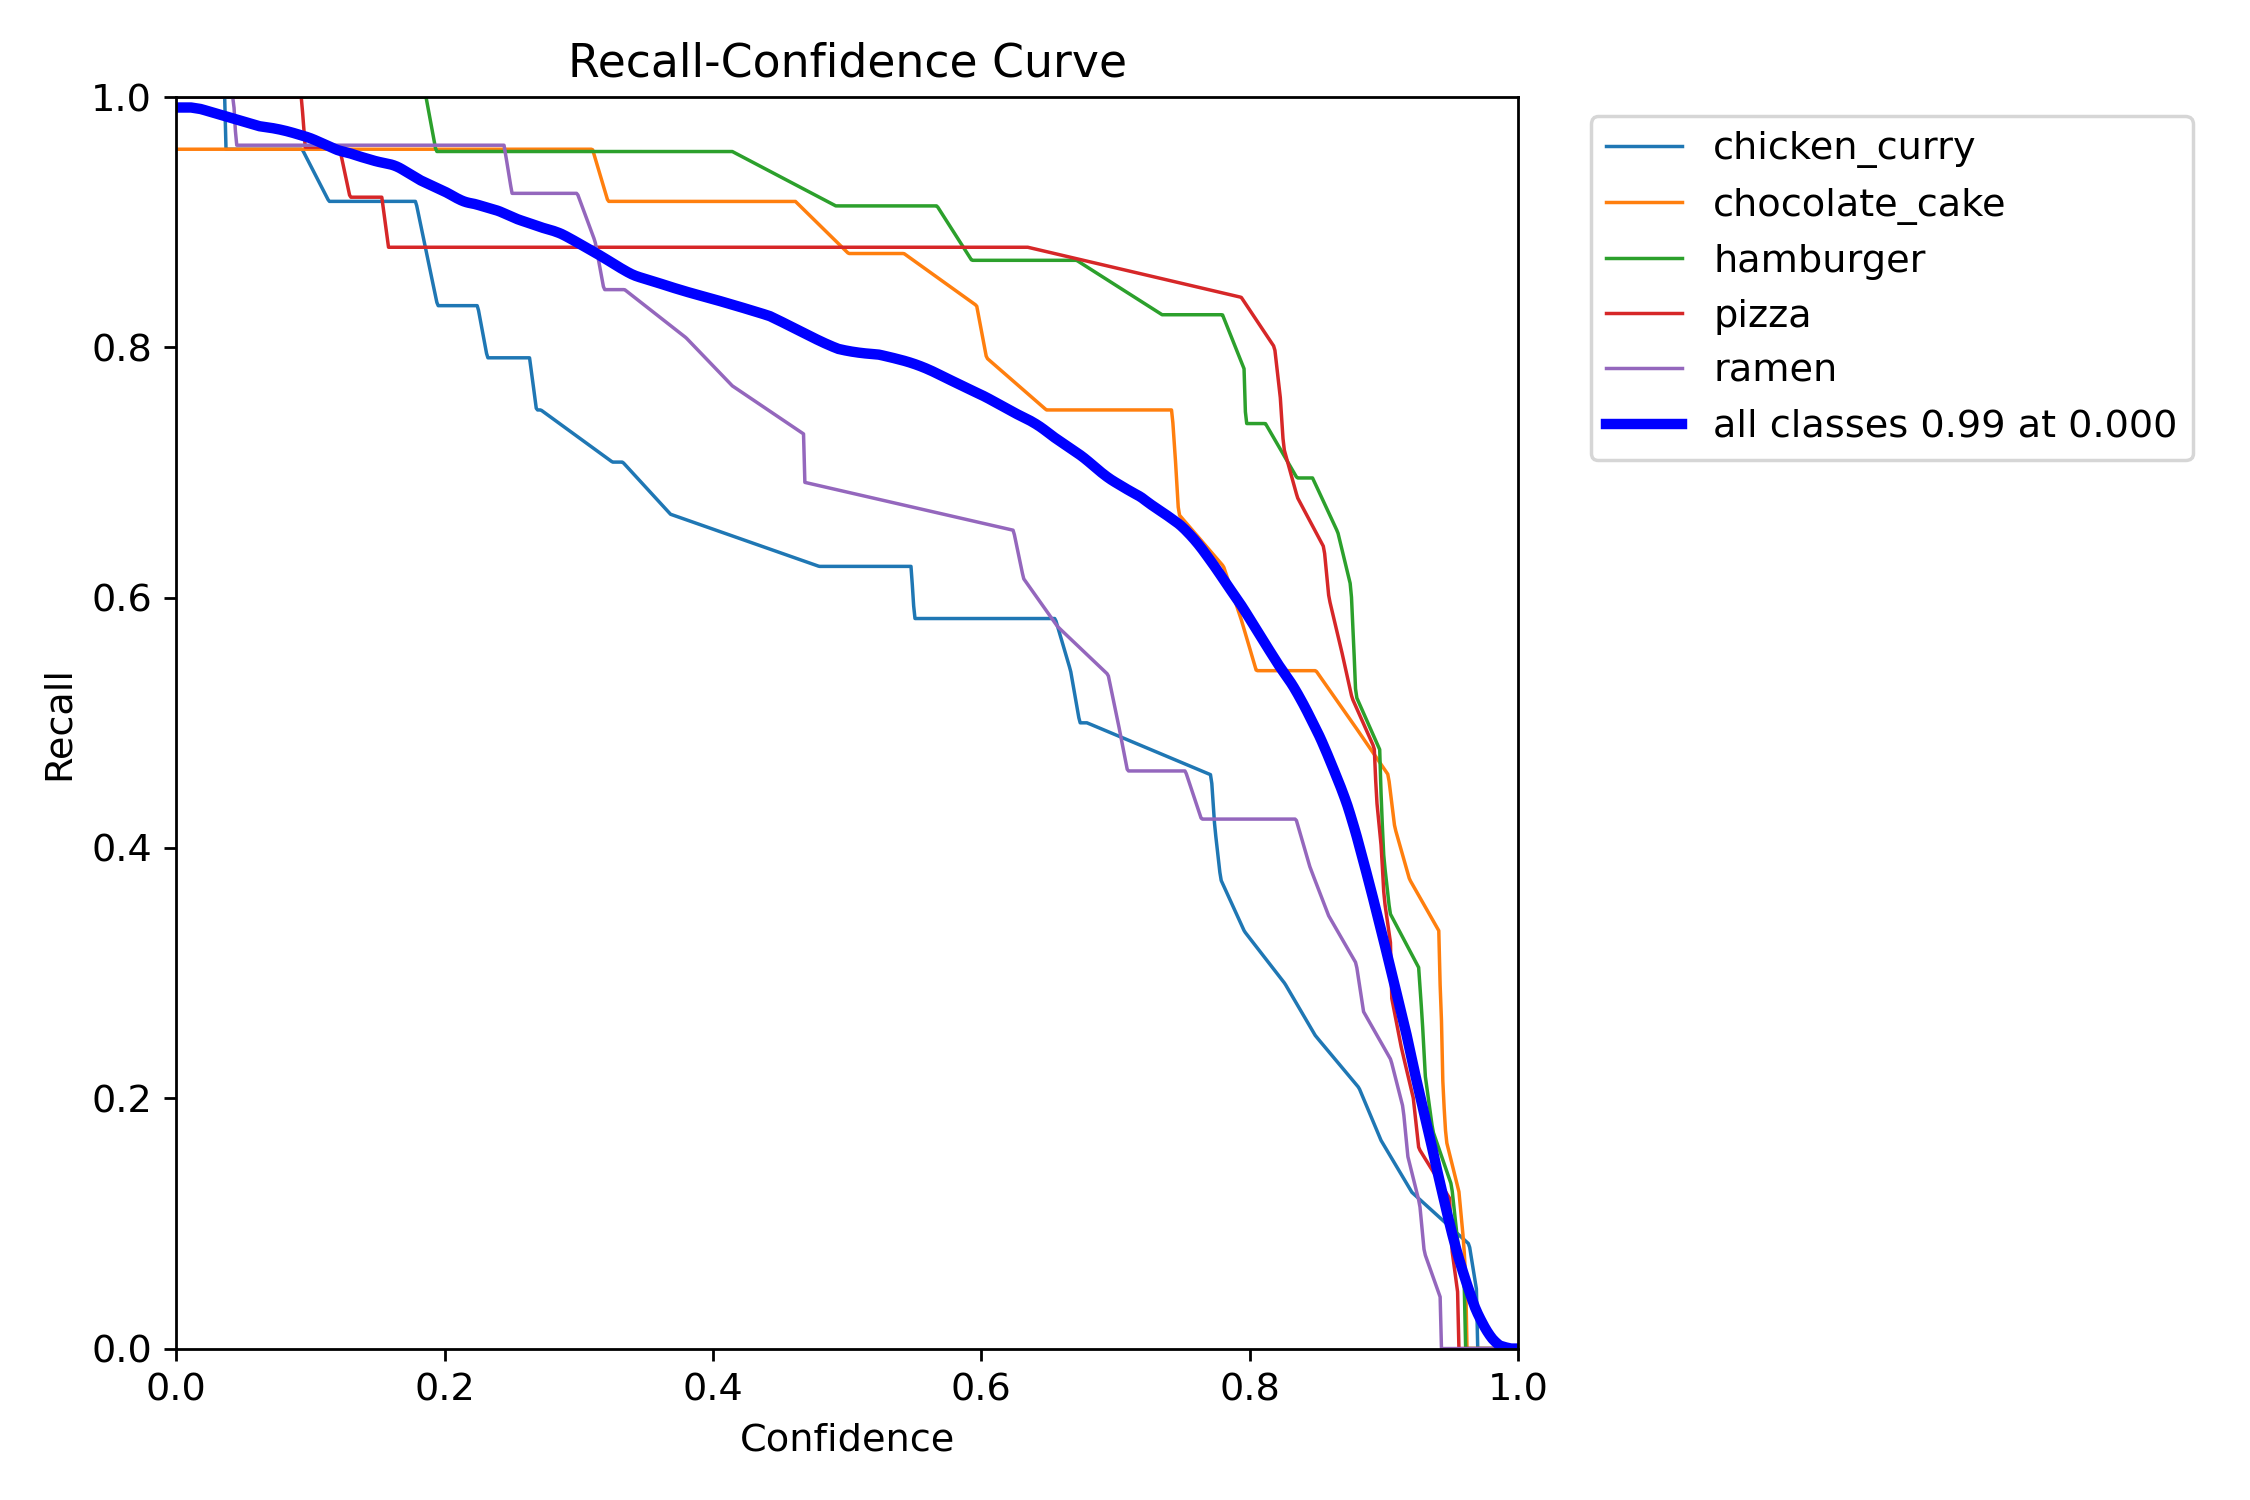 Recall-Confidence Curve
1.0
0.8
0.6
0.4
0.2
0.0
Recall
0.0 0.2 0.4 0.6 0.8 1.0
Confidence
chicken_curry
chocolate_cake
hamburger
pizza
ramen
all classes 0.99 at 0.000